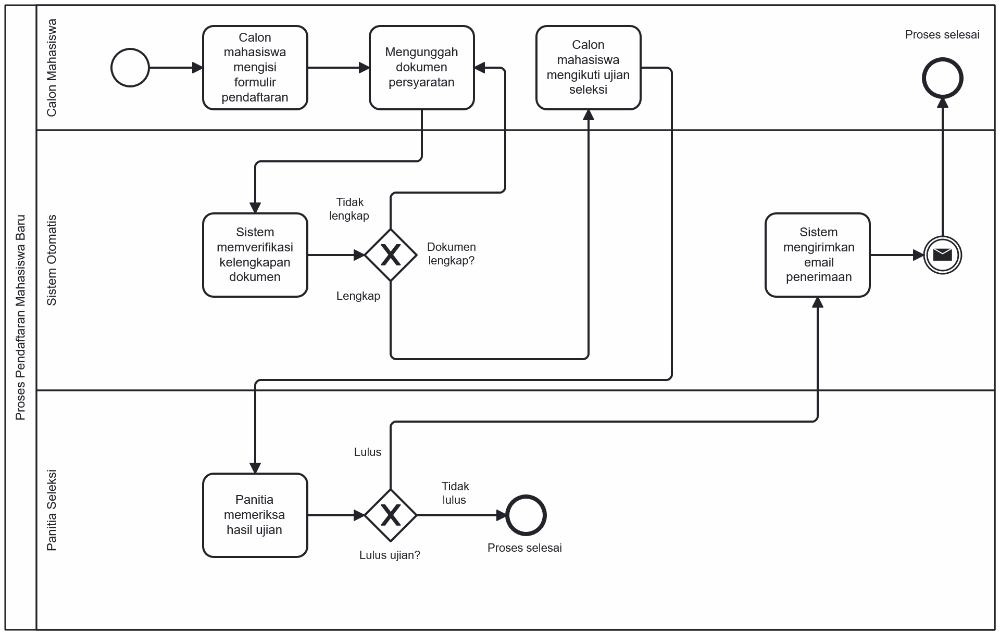 Proses Pendaftaran Mahasiswa Baru
Calon Mahasiswa
Calon
mahasiswa
mengisi
formulir
pendaftaran
Mengunggah
dokumen
persyaratan
Calon
mahasiswa
mengikuti ujian
seleksi
Proses selesai
Sistem Otomatis
Sistem
memverifikasi
kelengkapan
dokumen
Tidak
lengkap
X
Dokumen
lengkap?
Lengkap
Sistem
mengirimkan
email
penerimaan
Panitia Seleksi
Panitia
memeriksa
hasil ujian
Lulus
X
Lulus ujian?
Tidak
lulus
Proses selesai